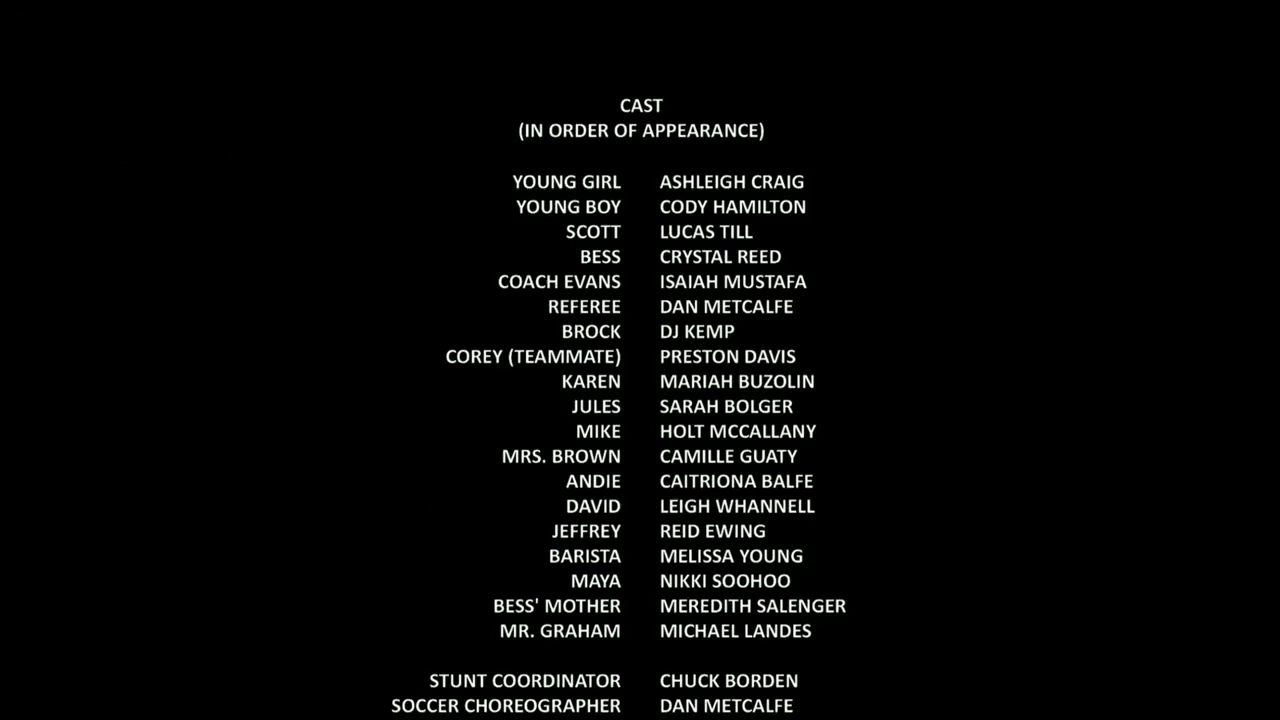 CAST
(IN ORDER OF APPEARANCE)
YOUNG GIRL ASHLEIGH CRAIG
YOUNG BOY CODY HAMILTON
SCOTT LUCAS TILL
BESS CRYSTAL REED
COACH EVANS ISAIAH MUSTAFA
REFEREE DAN METCALFE
BROCK DJ KEMP
COREY (TEAMMATE) PRESTON DAVIS
KAREN MARIAH BUZOLIN
JULES SARAH BOLGER
MIKE HOLT MCCALLANY
MRS. BROWN CAMILLE GUATY
ANDIE CAITRIONA BALFE
DAVID LEIGH WHANNELL
JEFFREY REID EWING
BARISTA MELISSA YOUNG
MAYA NIKKI SOOHOO
BESS' MOTHER MEREDITH SALENGER
MR. GRAHAM MICHAEL LANDES
STUNT COORDINATOR CHUCK BORDEN
SOCCER CHOREOGRAPHER DAN METCALFE